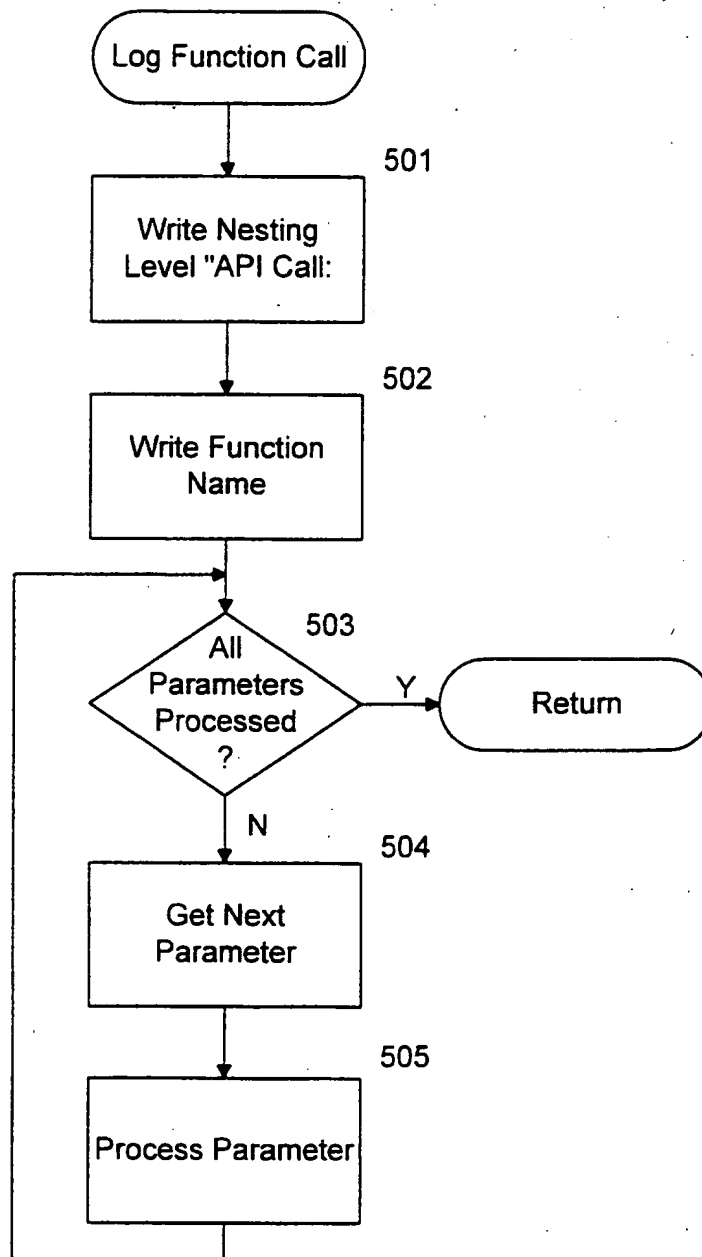 Log Function Call
501
Write Nesting
Level "API Call:
502
Write Function
Name
503
All
Parameters
Processed
?
Y
Return
N
504
Get Next
Parameter
505
Process Parameter